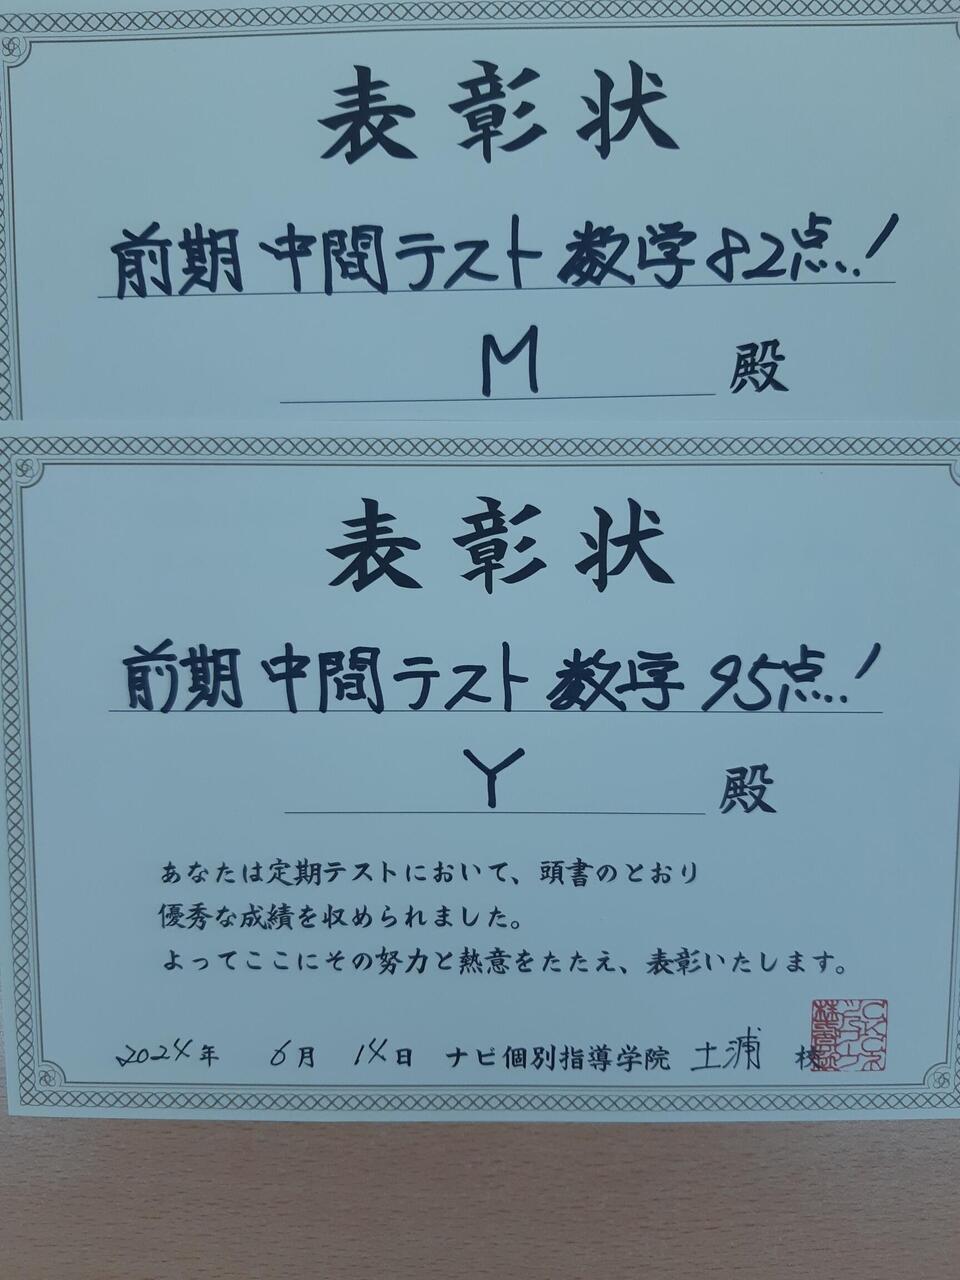 表彰状
前期中間テスト数学82点!
M 殿
表彰状
前期中間テスト数学95点!
Y 殿
あなたは定期テストにおいて、頭書のとおり
優秀な成績を収められました。
よってここにその努力と熱意をたたえ、表彰いたします。
2024年 6月 14日 ナビ個別指導学院 土浦 校